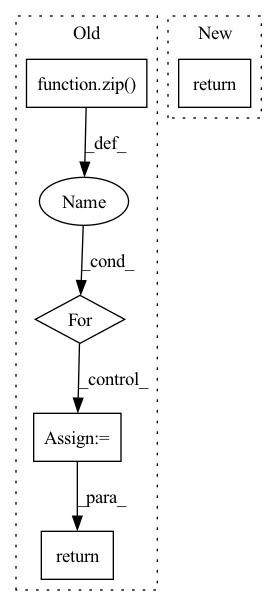 Old
New
function.zip()
return
_def_
Name
_cond_
For
_control_
Assign:=
_para_
return